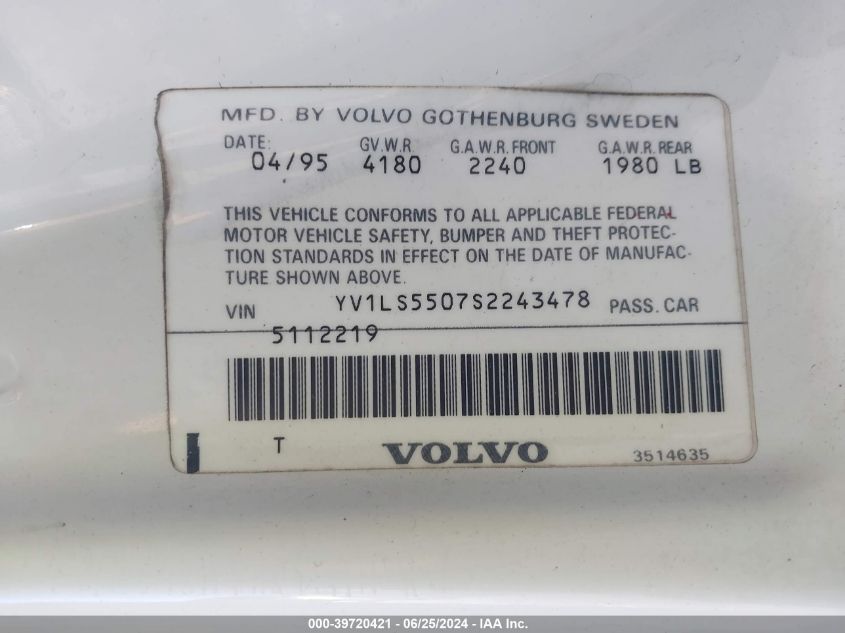 MFD. BY VOLVO GOTHENBURG SWEDEN
DATE: GV.W.R G.A.W.R. FRONT G.A.W.R. REAR
04/95 4180 2240 1980 LB
THIS VEHICLE CONFORMS TO ALL APPLICABLE FEDERAL
MOTOR VEHICLE SAFETY, BUMPER AND THEFT PROTEC-
TION STANDARDS IN EFFECT ON THE DATE OF MANUFAC-
TURE SHOWN ABOVE.
VIN YV1LS5507S2243478 PASS. CAR
5112219
T VOLVO 3514635
000-39720421 - 06/25/2024 - IAA Inc.